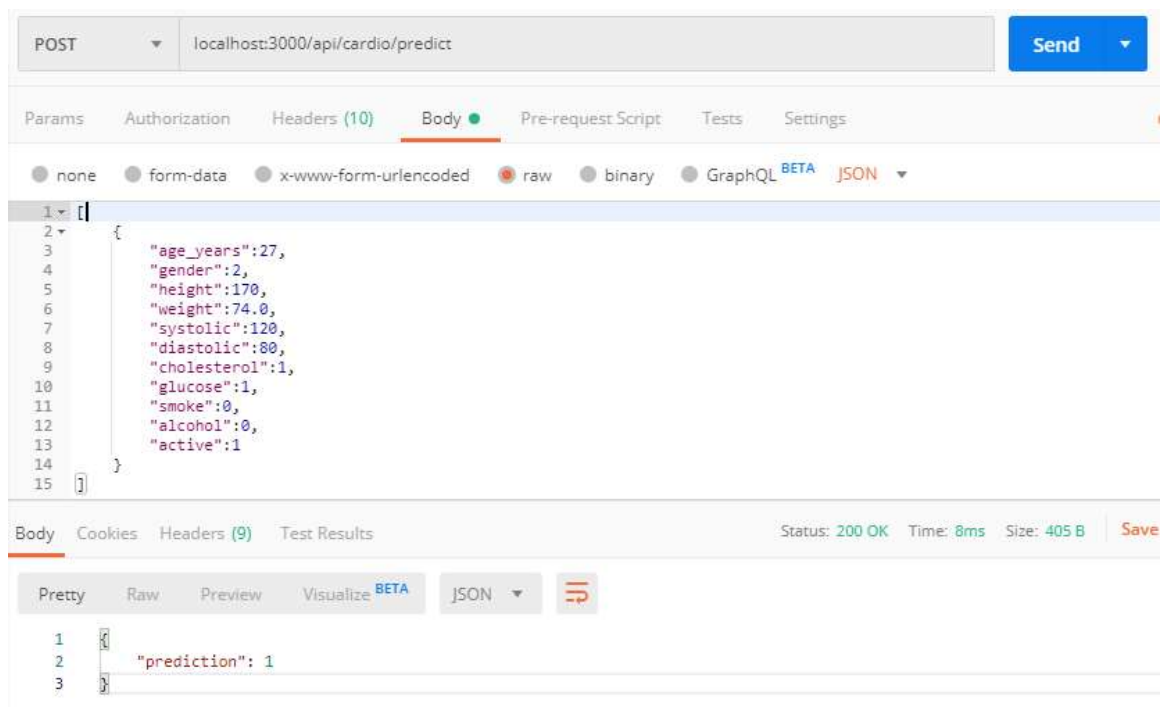 POST localhost:3000/api/cardio/predict Send
Params Authorization Headers (10) Body Pre-request Script Tests Settings
none form-data x-www-form-urlencoded raw binary GraphQL BETA JSON
1 [
2 {
3 "age_years":27,
4 "gender":2,
5 "height":170,
6 "weight":74.0,
7 "systolic":120,
8 "diastolic":80,
9 "cholesterol":1,
10 "glucose":1,
11 "smoke":0,
12 "alcohol":0,
13 "active":1
14 }
15 ]
Body Cookies Headers (9) Test Results Status: 200 OK Time: 8ms Size: 405 B Save
Pretty Raw Preview Visualize BETA JSON
1 {
2 "prediction": 1
3 }